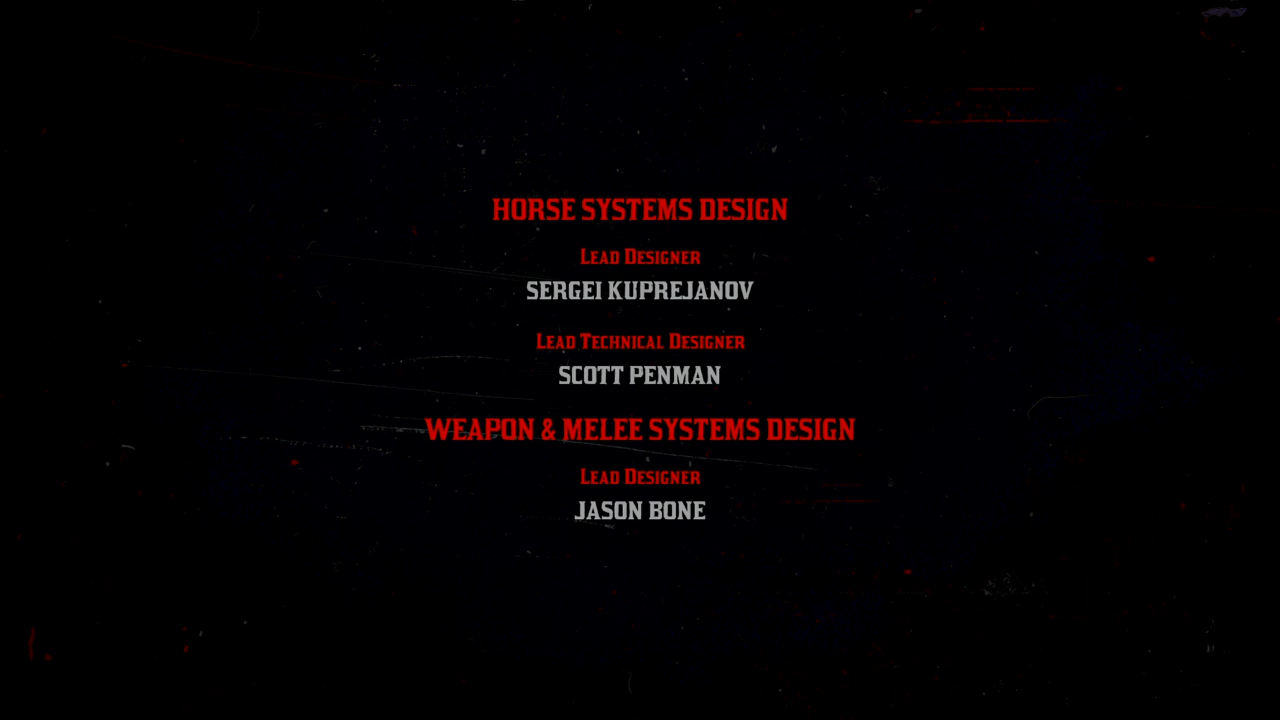 HORSE SYSTEMS DESIGN
LEAD DESIGNER
SERGEI KUPREJANOV
LEAD TECHNICAL DESIGNER
SCOTT PENMAN
WEAPON & MELEE SYSTEMS DESIGN
LEAD DESIGNER
JASON BONE